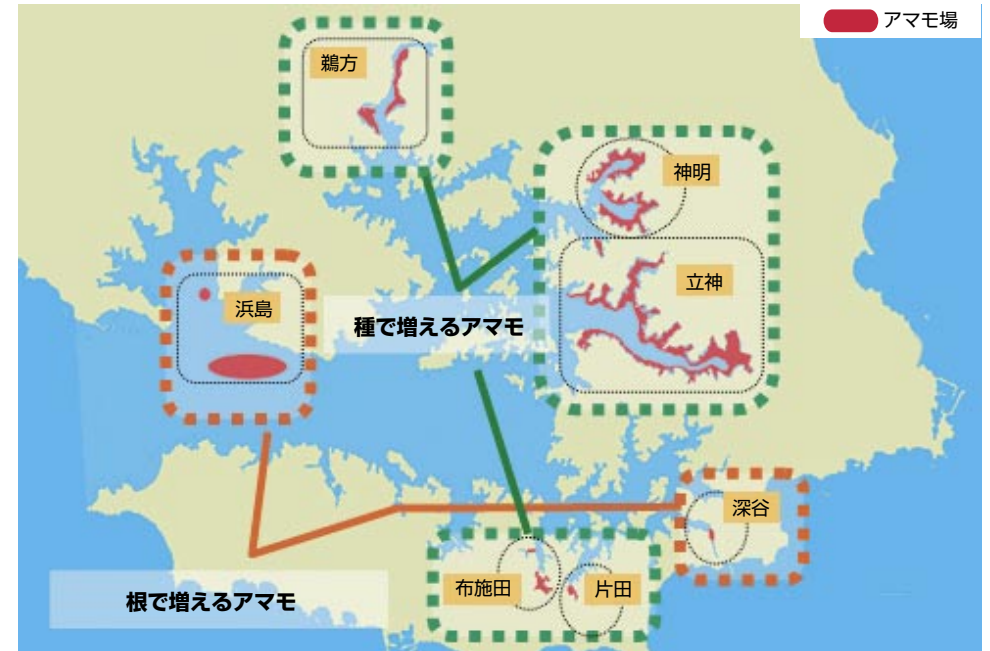 アマモ場
鵜方
神明
立神
浜島
種で増えるアマモ
深谷
布施田
片田
根で増えるアマモ